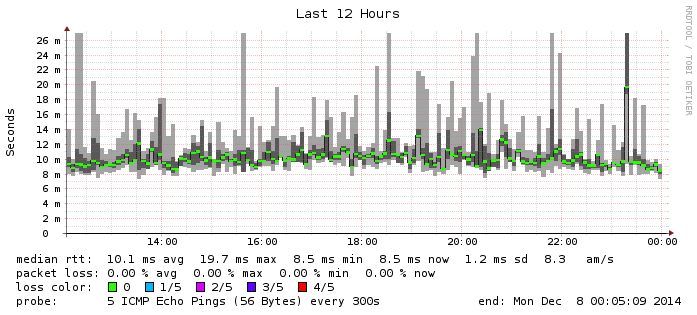 Last 12 Hours
RRDTOOL / TOBI OETIKER
Seconds
26 m
24 m
22 m
20 m
18 m
16 m
14 m
12 m
10 m
8 m
6 m
4 m
2 m
0
14:00 16:00 18:00 20:00 22:00 00:00
median rtt: 10.1 ms avg 19.7 ms max 8.5 ms min 8.5 ms now 1.2 ms sd 8.3 am/s
packet loss: 0.00 % avg 0.00 % max 0.00 % min 0.00 % now
loss color: 0 1/5 2/5 3/5 4/5
probe: 5 ICMP Echo Pings (56 Bytes) every 300s end: Mon Dec 8 00:05:09 2014